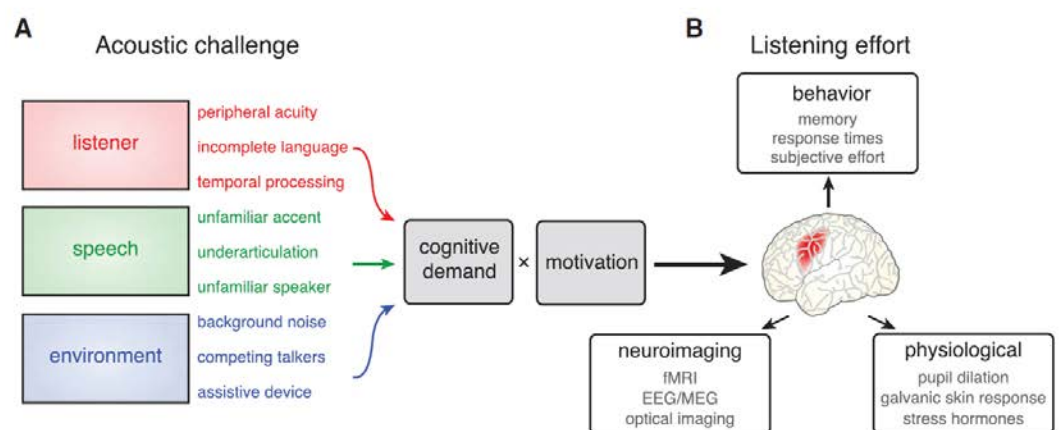 A
Acoustic challenge
listener
peripheral acuity
incomplete language
temporal processing
speech
unfamiliar accent
underarticulation
unfamiliar speaker
environment
background noise
competing talkers
assistive device
cognitive
demand
×
motivation
B
Listening effort
behavior
memory
response times
subjective effort
neuroimaging
fMRI
EEG/MEG
optical imaging
physiological
pupil dilation
galvanic skin response
stress hormones